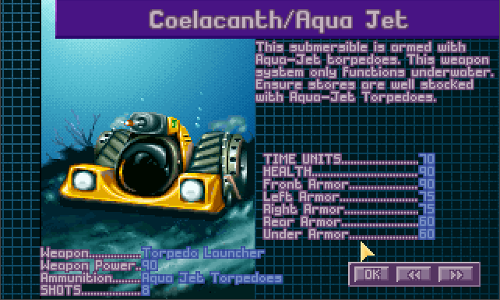 Coelacanth/Aqua Jet
This submersible is armed with
Aqua-Jet torpedoes. This weapon
system only functions underwater.
Ensure stores are well stocked
with Aqua-Jet Torpedoes.
TIME UNITS....................70
HEALTH....................90
Front Armor....................90
Left Armor....................75
Right Armor....................75
Rear Armor....................60
Under Armor....................60
Weapon..............Torpedo Launcher
Weapon Power..90
Ammunition......Aqua Jet Torpedoes
SHOTS..............8
OK << >>